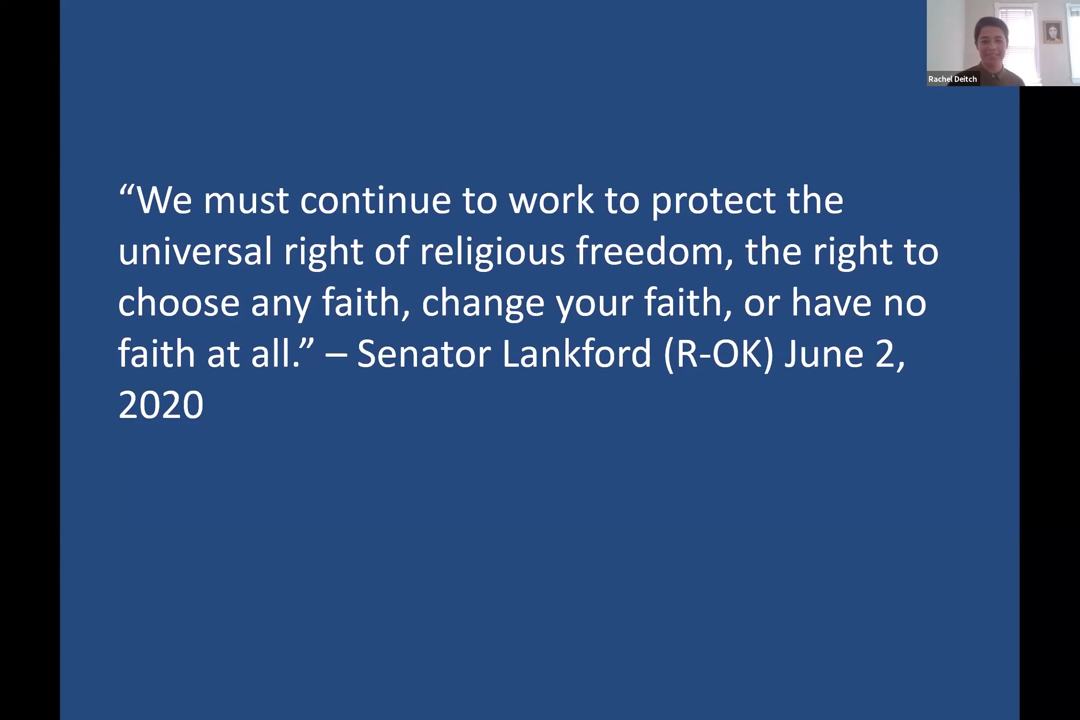 Rachel Deitch
“We must continue to work to protect the
universal right of religious freedom, the right to
choose any faith, change your faith, or have no
faith at all.” – Senator Lankford (R-OK) June 2,
2020